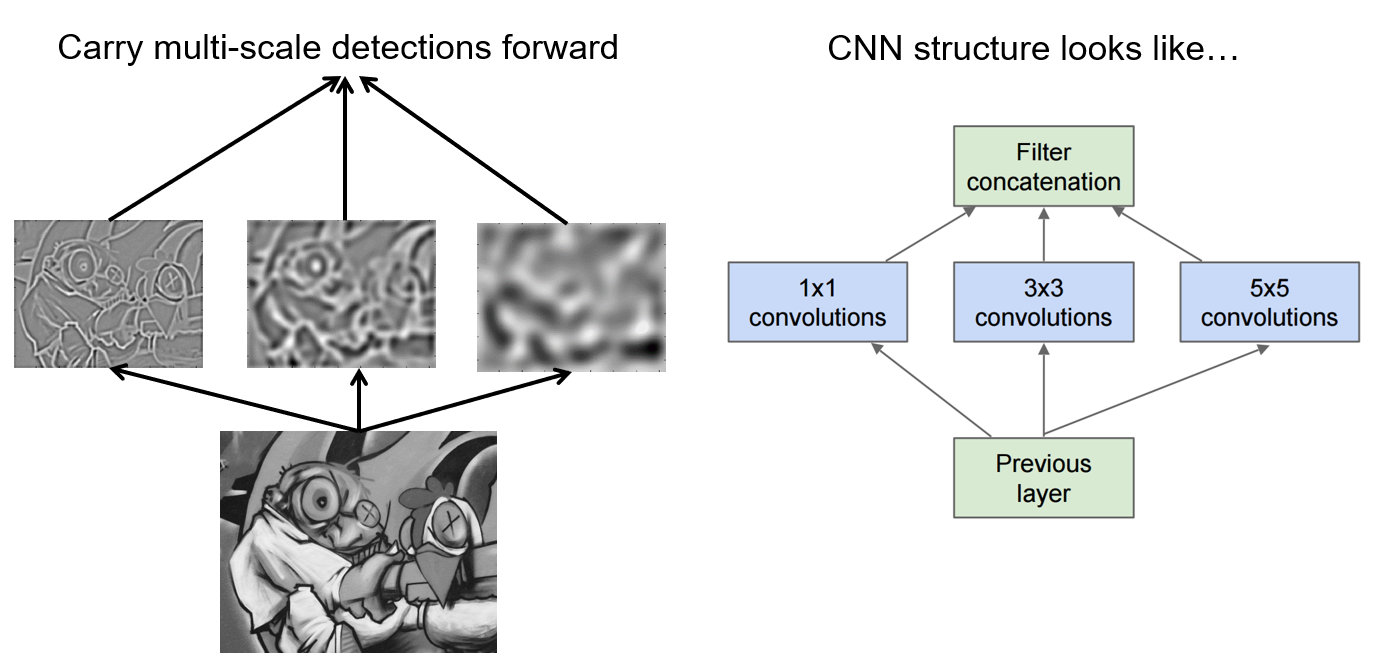 Carry multi-scale detections forward
CNN structure looks like…
Filter
concatenation
1x1
convolutions
3x3
convolutions
5x5
convolutions
Previous
layer